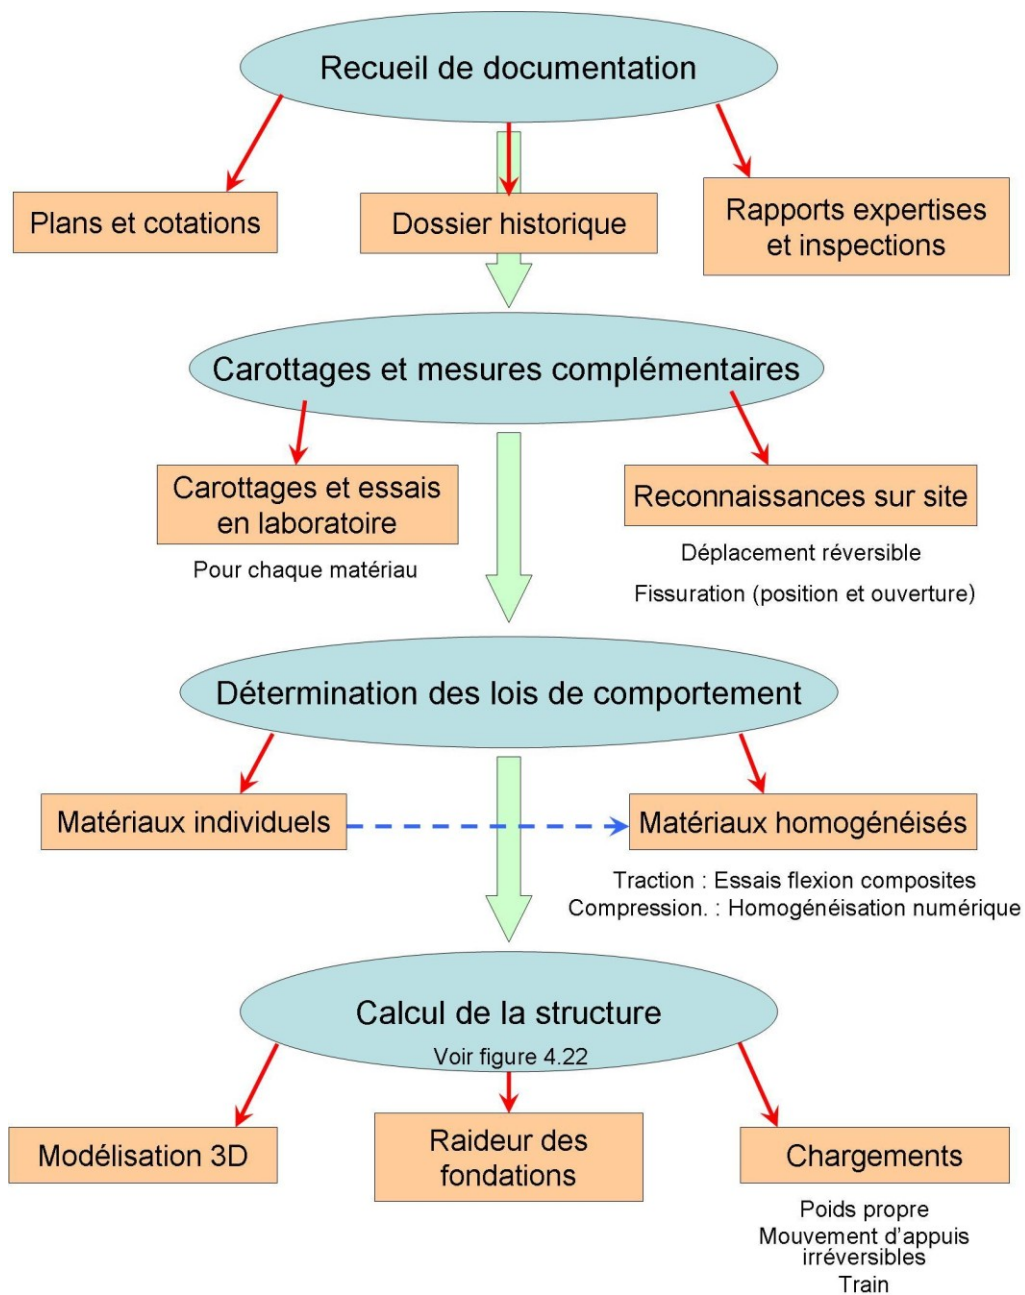 Recueil de documentation
Plans et cotations
Dossier historique
Rapports expertises
et inspections
Carottages et mesures complémentaires
Carottages et essais
en laboratoire
Pour chaque matériau
Reconnaissances sur site
Déplacement réversible
Fissuration (position et ouverture)
Détermination des lois de comportement
Matériaux individuels
Matériaux homogénéisés
Traction : Essais flexion composites
Compression. : Homogénéisation numérique
Calcul de la structure
Voir figure 4.22
Modélisation 3D
Raideur des
fondations
Chargements
Poids propre
Mouvement d'appuis
irréversibles
Train